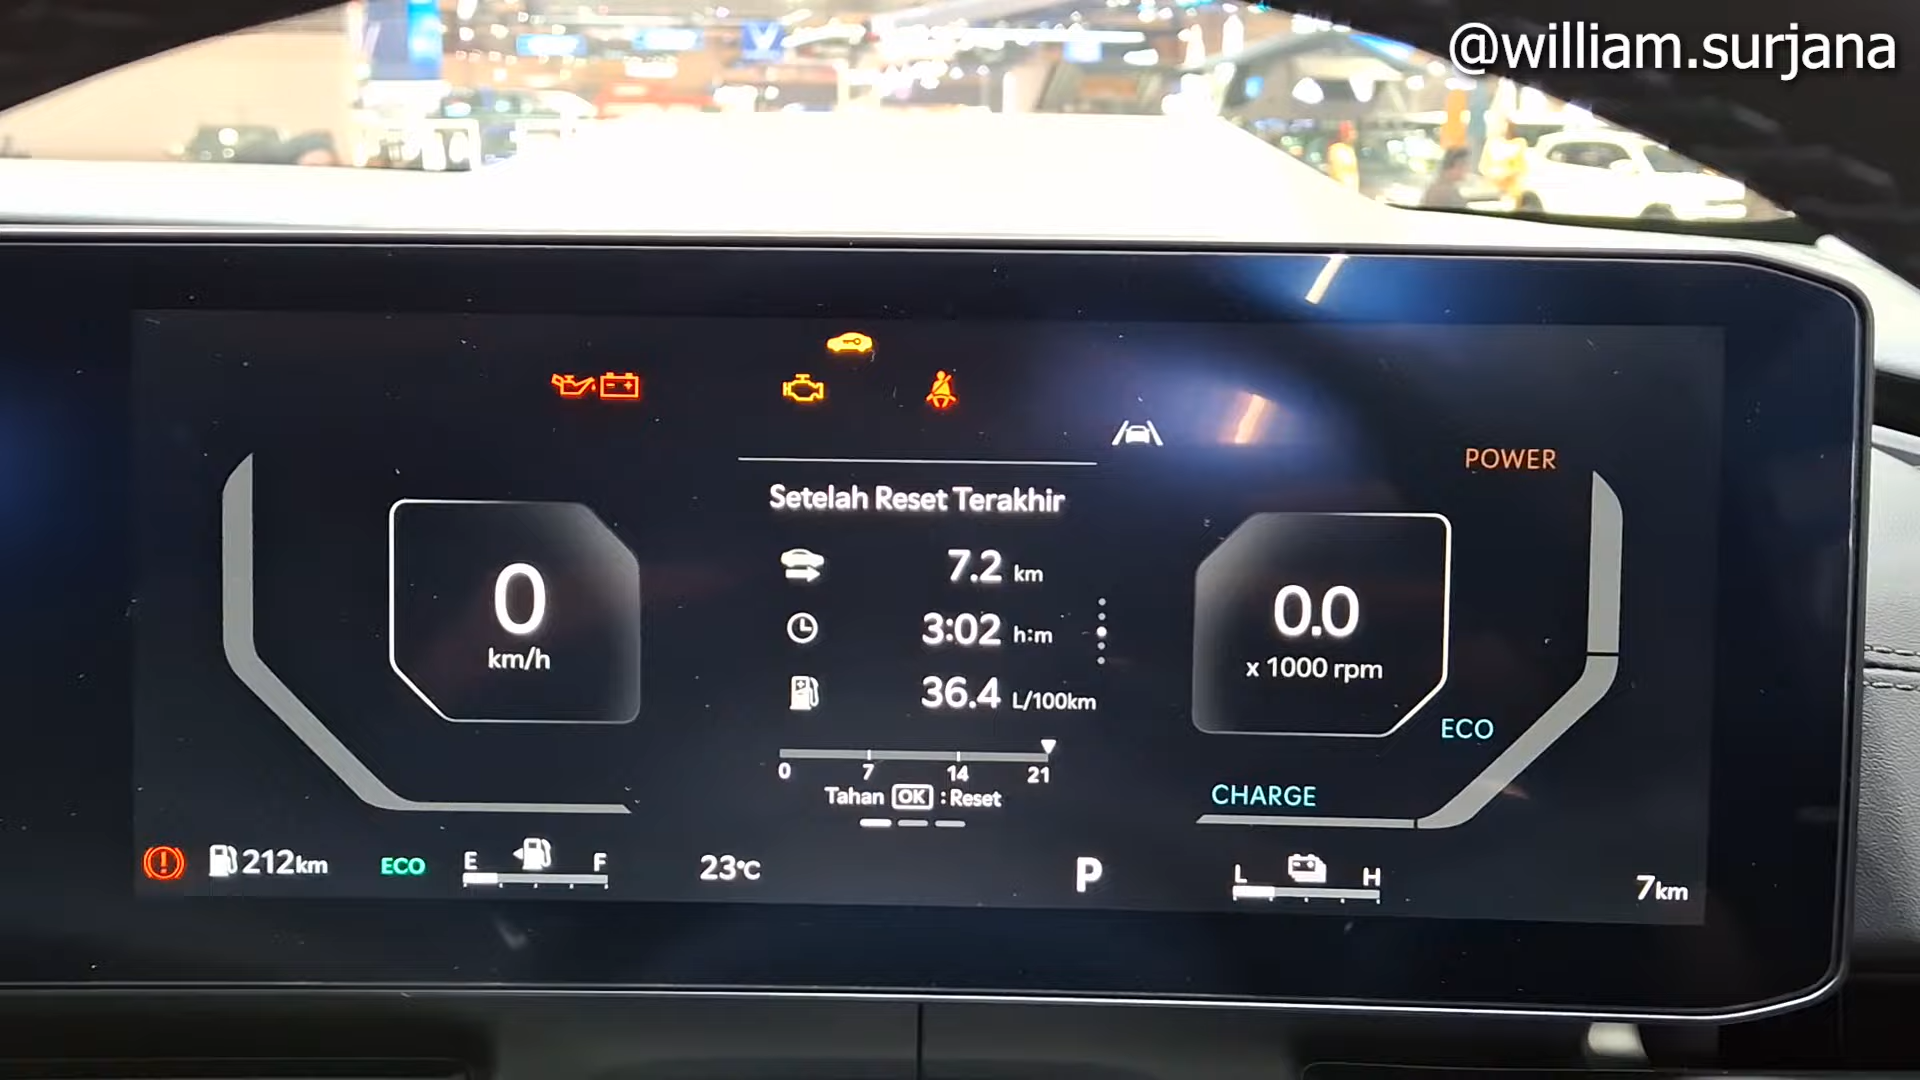 @william.surjana
POWER
Setelah Reset Terakhir
7.2 km
0
km/h
3:02 h:m
0.0
x 1000 rpm
36.4 L/100km
ECO
0 7 14 21
Tahan OK : Reset
CHARGE
212km
ECO
E F
23°C
P
L H
7km